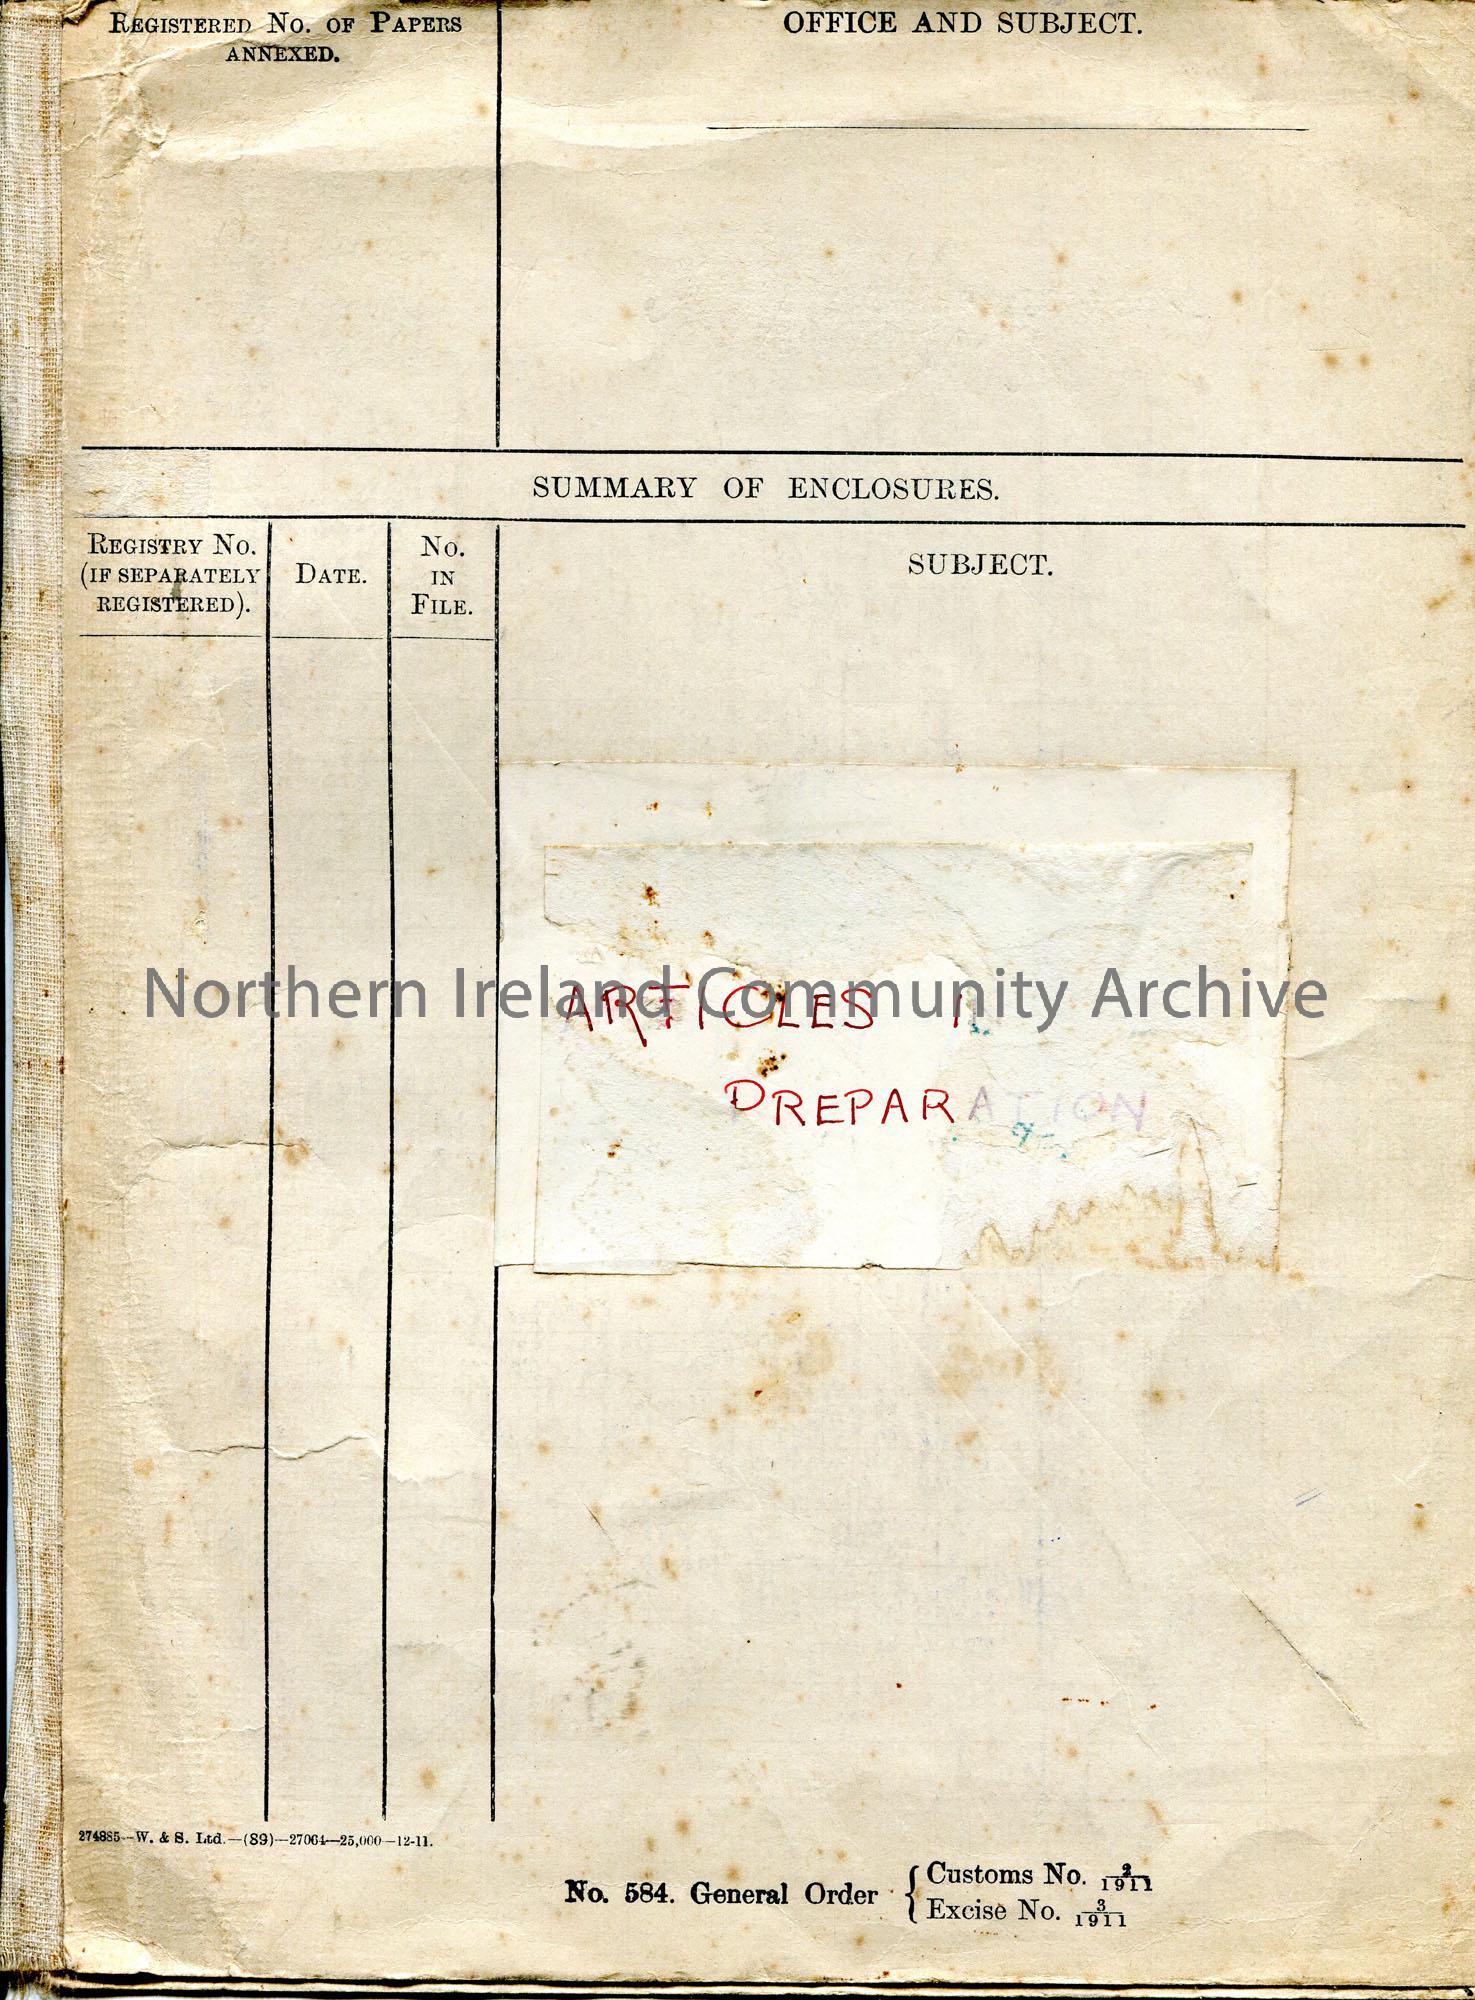 REGISTERED NO. OF PAPERS
ANNEXED.
OFFICE AND SUBJECT.
SUMMARY OF ENCLOSURES.
REGISTRY NO.
(IF SEPARATELY
REGISTERED).
DATE.
NO.
IN
FILE.
SUBJECT.
Northern Ireland Community Archive
ARTICLES I
PREPARATION
274885—W. & S. Ltd.—(89)—27064—25,000—12-11.
No. 584. General Order { Customs No. 2/1911
Excise No. 3/1911